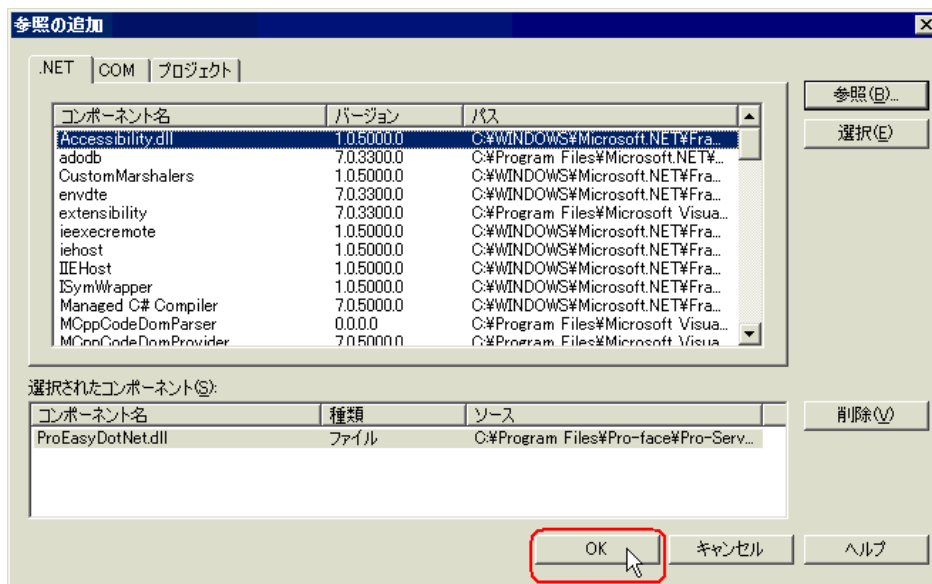 参照の追加
.NET COM プロジェクト
参照(B)...
コンポーネント名 バージョン パス
選択(E)
Accessibility.dll 1.0.5000.0 C:¥WINDOWS¥Microsoft.NET¥Fra...
adodb 7.0.3300.0 C:¥Program Files¥Microsoft.NET¥...
CustomMarshalers 1.0.5000.0 C:¥WINDOWS¥Microsoft.NET¥Fra...
envdte 7.0.3300.0 C:¥WINDOWS¥Microsoft.NET¥Fra...
extensibility 7.0.3300.0 C:¥Program Files¥Microsoft Visua...
ieexecremote 1.0.5000.0 C:¥WINDOWS¥Microsoft.NET¥Fra...
iehost 1.0.5000.0 C:¥WINDOWS¥Microsoft.NET¥Fra...
IIEHost 1.0.5000.0 C:¥WINDOWS¥Microsoft.NET¥Fra...
ISymWrapper 1.0.5000.0 C:¥WINDOWS¥Microsoft.NET¥Fra...
Managed C# Compiler 7.0.5000.0 C:¥WINDOWS¥Microsoft.NET¥Fra...
MCppCodeDomParser 0.0.0.0 C:¥Program Files¥Microsoft Visua...
MCppCodeDomProvider 7.0.5000.0 C:¥Program Files¥Microsoft Visua...
選択されたコンポーネント(S):
コンポーネント名 種類 ソース
削除(V)
ProEasyDotNet.dll ファイル C:¥Program Files¥Pro-face¥Pro-Serv...
OK キャンセル ヘルプ